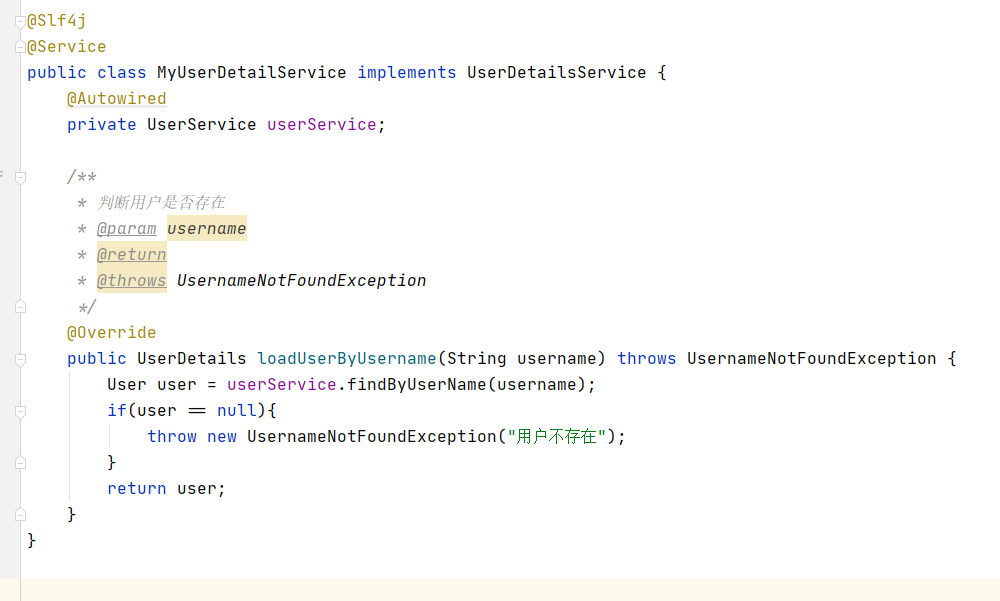 @Slf4j
@Service
public class MyUserDetailService implements UserDetailsService {
    @Autowired
    private UserService userService;

    /**
     * 判断用户是否存在
     * @param username
     * @return
     * @throws UsernameNotFoundException
     */
    @Override
    public UserDetails loadUserByUsername(String username) throws UsernameNotFoundException {
        User user = userService.findByUserName(username);
        if(user == null){
            throw new UsernameNotFoundException("用户不存在");
        }
        return user;
    }
}